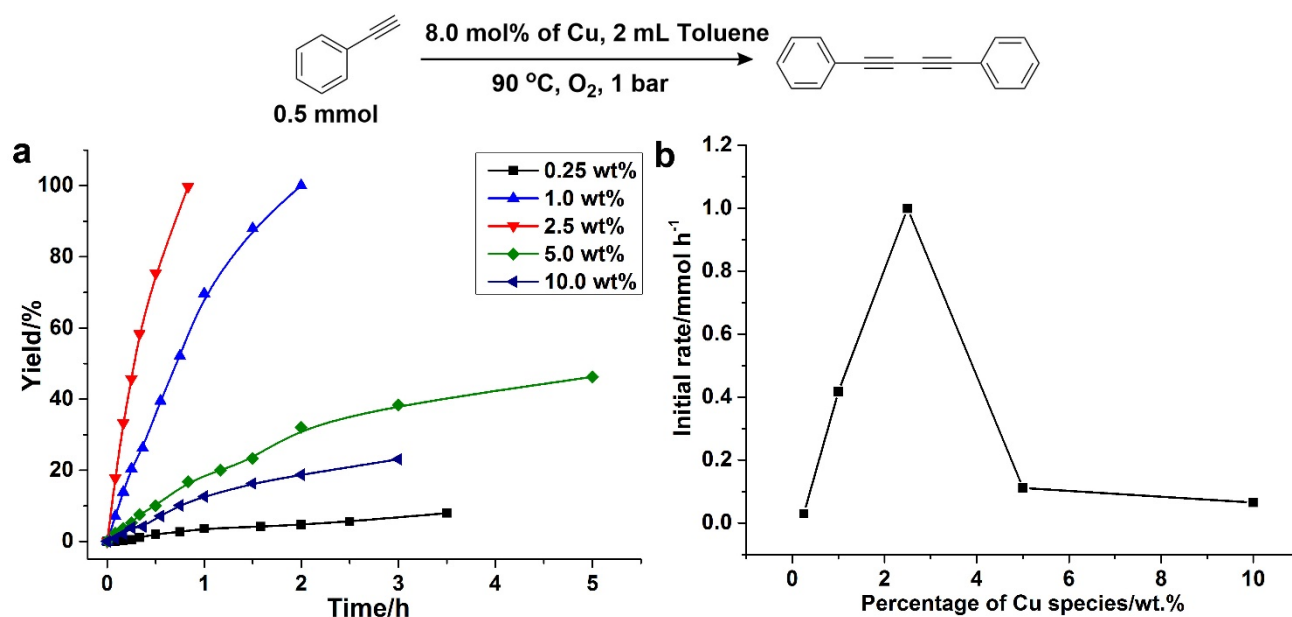 8.0 mol% of Cu, 2 mL Toluene
90 °C, O₂, 1 bar
0.5 mmol
a
0.25 wt%
1.0 wt%
2.5 wt%
5.0 wt%
10.0 wt%
100
80
60
40
20
0
Yield/%
0 1 2 3 4 5
Time/h
b
1.2
1.0
0.8
0.6
0.4
0.2
0.0
Initial rate/mmol h⁻¹
0 2 4 6 8 10
Percentage of Cu species/wt.%